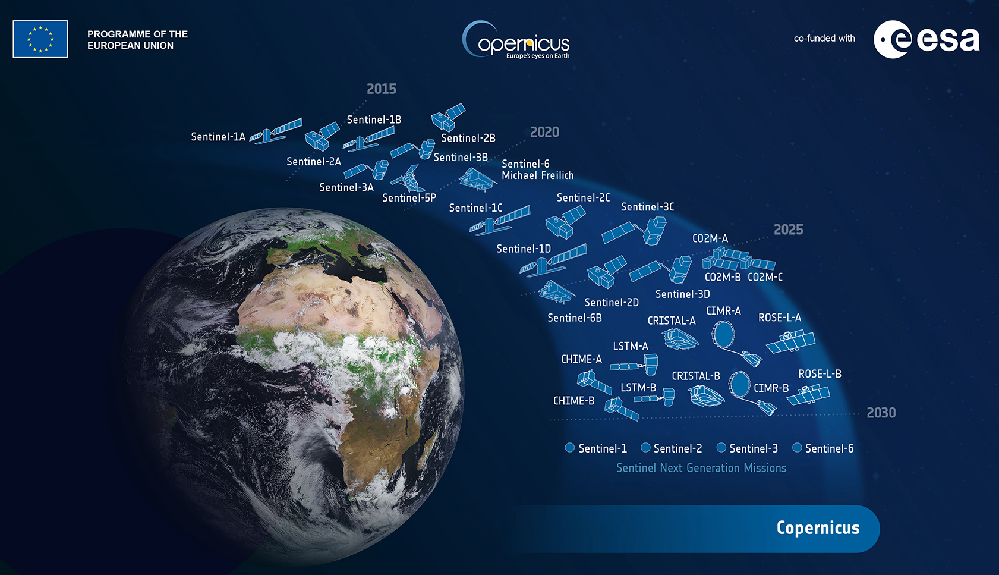 PROGRAMME OF THE
EUROPEAN UNION
opernicus
Europe's eyes on Earth
co-funded with
esa
2015
Sentinel-1A
Sentinel-1B
Sentinel-2A
Sentinel-2B
2020
Sentinel-3A
Sentinel-3B
Sentinel-5P
Sentinel-6
Michael Freilich
Sentinel-1C
Sentinel-2C
Sentinel-3C
2025
CO2M-A
Sentinel-1D
CO2M-B
CO2M-C
Sentinel-2D
Sentinel-3D
Sentinel-6B
CRISTAL-A
CIMR-A
ROSE-L-A
LSTM-A
CHIME-A
CRISTAL-B
ROSE-L-B
LSTM-B
CIMR-B
CHIME-B
2030
Sentinel-1
Sentinel-2
Sentinel-3
Sentinel-6
Sentinel Next Generation Missions
Copernicus